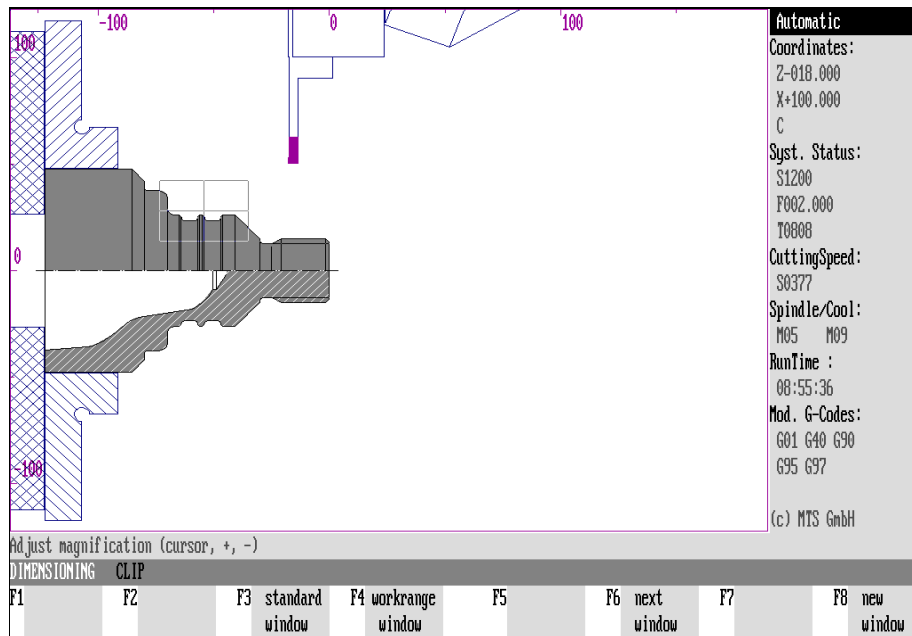 -100 0 100 Automatic
100 Coordinates:
Z-018.000
X+100.000
C
Syst. Status:
S1200
F002.000
T0808
0 CuttingSpeed:
S0377
Spindle/Cool:
M05 M09
RunTime :
08:55:36
Mod. G-Codes:
G01 G40 G90
-100 G95 G97
(c) MTS GmbH
Adjust magnification (cursor, +, -)
DIMENSIONING CLIP
F1 F2 F3 standard F4 workrange F5 F6 next F7 F8 new
window window window window